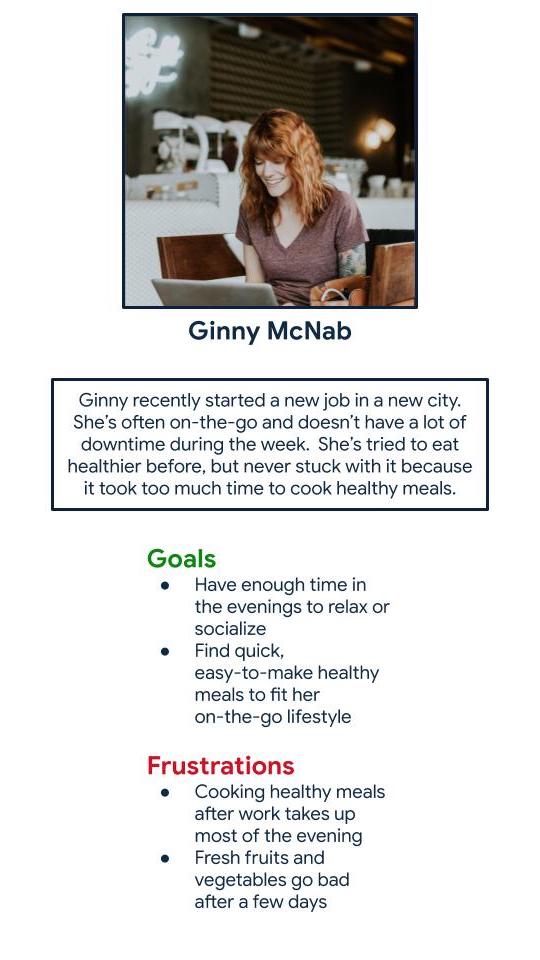 Ginny McNab
Ginny recently started a new job in a new city.
She's often on-the-go and doesn't have a lot of
downtime during the week.  She's tried to eat
healthier before, but never stuck with it because
it took too much time to cook healthy meals.
Goals
● Have enough time in
the evenings to relax or
socialize
● Find quick,
easy-to-make healthy
meals to fit her
on-the-go lifestyle
Frustrations
● Cooking healthy meals
after work takes up
most of the evening
● Fresh fruits and
vegetables go bad
after a few days